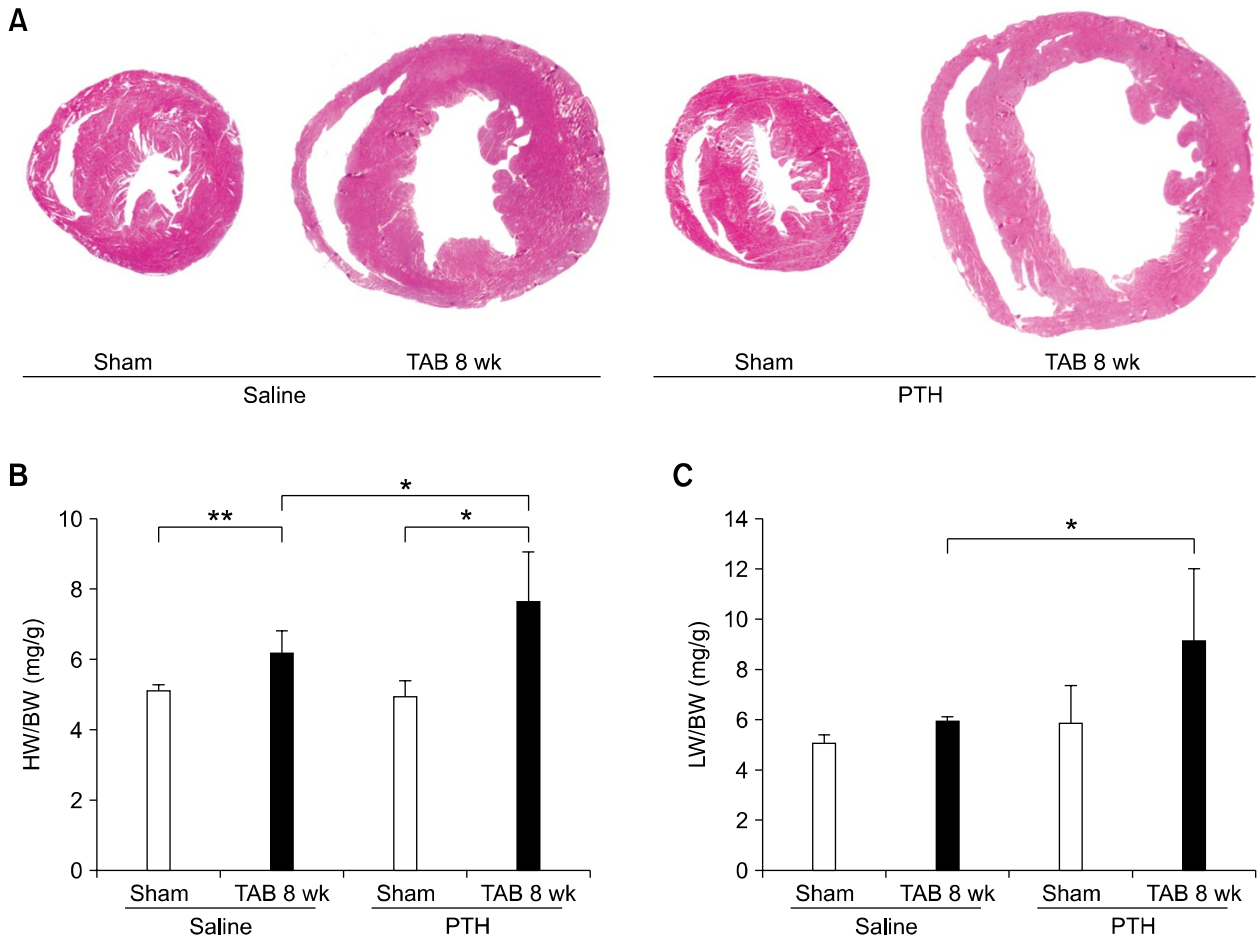 A
Sham TAB 8 wk Sham TAB 8 wk
Saline PTH
B
* 
** *
10
8
6
4
2
0
HW/BW (mg/g)
Sham TAB 8 wk Sham TAB 8 wk
Saline PTH
C
*
14
12
10
8
6
4
2
0
LW/BW (mg/g)
Sham TAB 8 wk Sham TAB 8 wk
Saline PTH